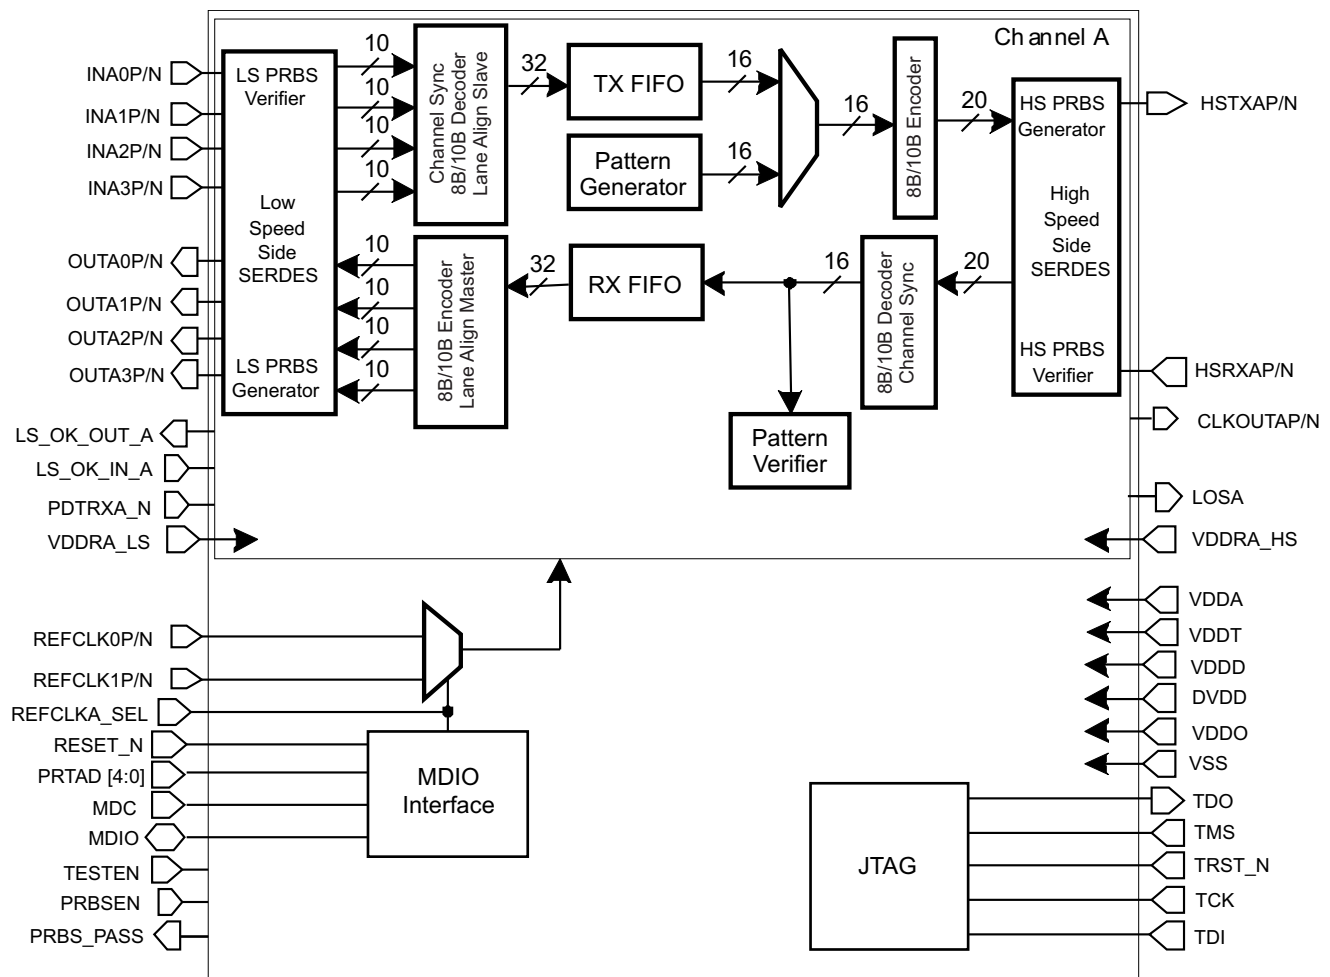 Channel A
INA0P/N
INA1P/N
INA2P/N
INA3P/N
OUTA0P/N
OUTA1P/N
OUTA2P/N
OUTA3P/N
LS_OK_OUT_A
LS_OK_IN_A
PDTRXA_N
VDDRA_LS
LS PRBS
Verifier
Low
Speed
Side
SERDES
LS PRBS
Generator
10
10
10
10
Channel Sync
8B/10B Decoder
Lane Align Slave
32
TX FIFO
16
Pattern
Generator
16
16
8B/10B Encoder
20
HS PRBS
Generator
High
Speed
Side
SERDES
HS PRBS
Verifier
10
10
10
10
8B/10B Encoder
Lane Align Master
32
RX FIFO
16
8B/10B Decoder
Channel Sync
20
Pattern
Verifier
HSTXAP/N
HSRXAP/N
CLKOUTAP/N
LOSA
VDDRA_HS
VDDA
VDDT
VDDD
DVDD
VDDO
VSS
REFCLK0P/N
REFCLK1P/N
REFCLKA_SEL
RESET_N
PRTAD [4:0]
MDC
MDIO
TESTEN
PRBSEN
PRBS_PASS
MDIO
Interface
JTAG
TDO
TMS
TRST_N
TCK
TDI